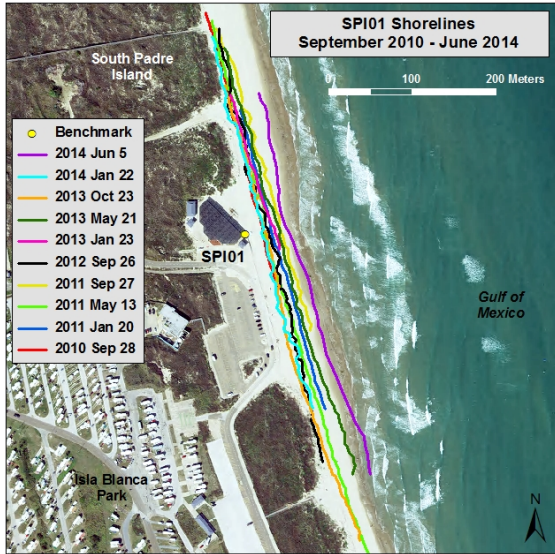 SPI01 Shorelines
September 2010 - June 2014
0 100 200 Meters
South Padre
Island
Benchmark
2014 Jun 5
2014 Jan 22
2013 Oct 23
2013 May 21
2013 Jan 23
2012 Sep 26
2011 Sep 27
2011 May 13
2011 Jan 20
2010 Sep 28
SPI01
Gulf of
Mexico
Isla Blanca
Park
N